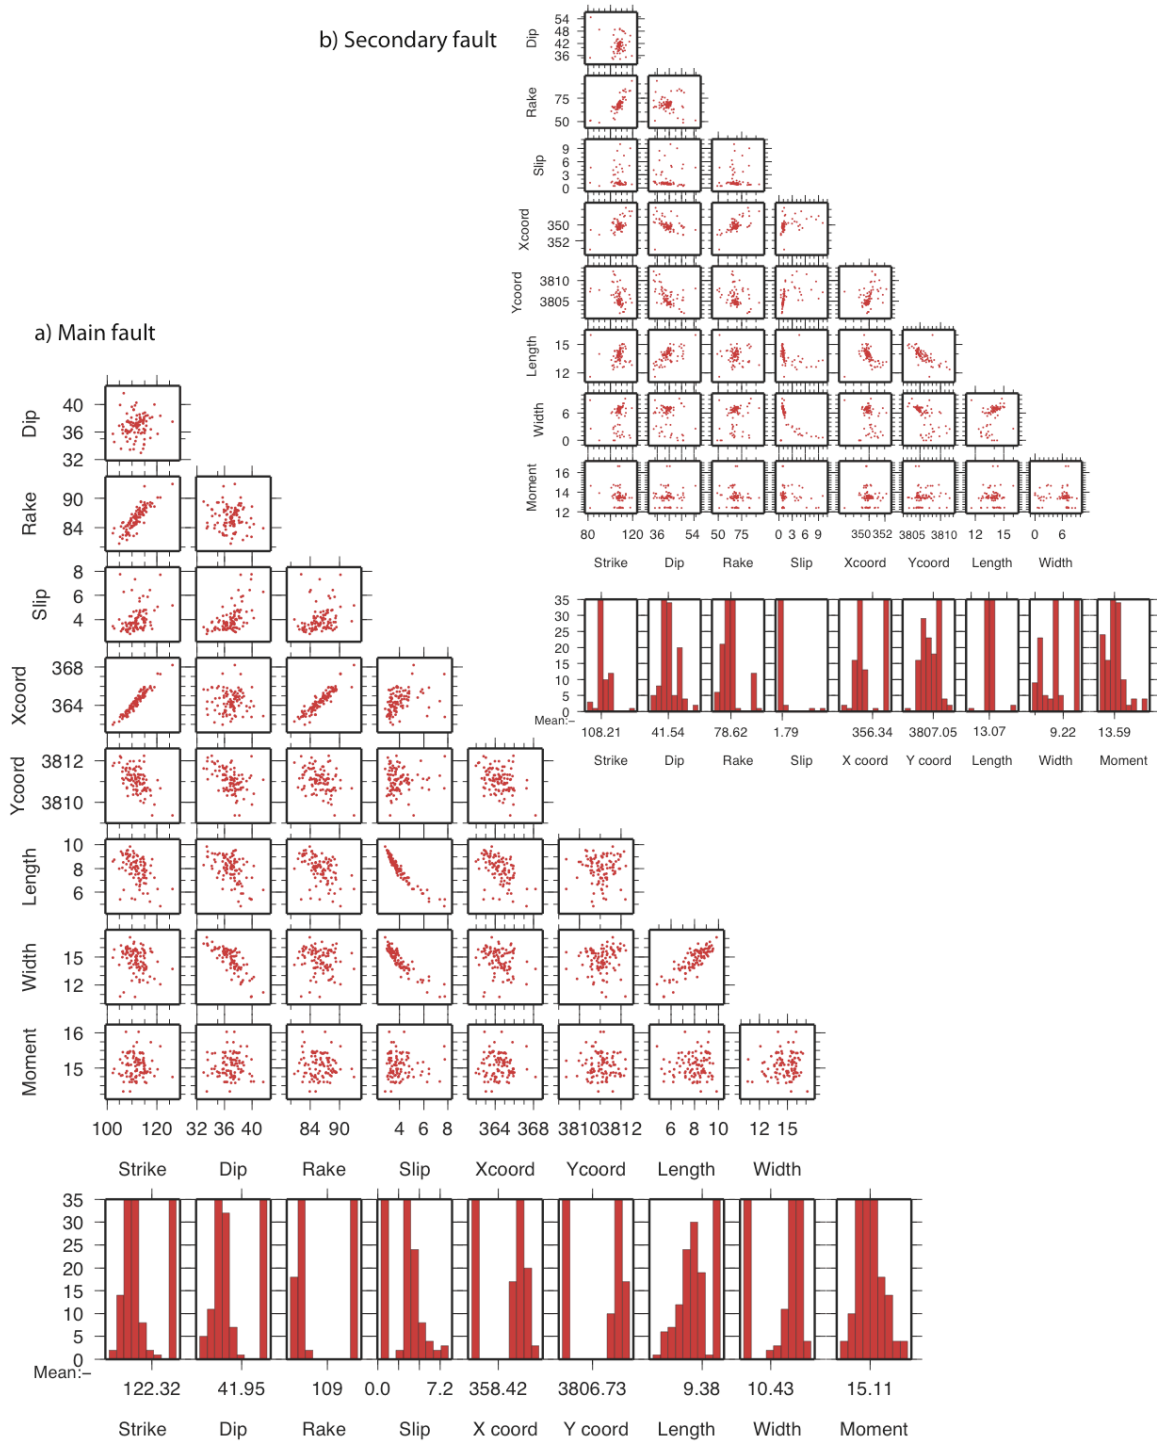 b) Secondary fault
Dip
54
48
42
36
Rake
75
50
Slip
9
6
3
0
Xcoord
350
352
Ycoord
3810
3805
Length
15
12
Width
6
0
Moment
16
14
12
80 120 36 54 50 75 0 3 6 9 350 352 3805 3810 12 15 0 6
Strike Dip Rake Slip Xcoord Ycoord Length Width
35
30
25
20
15
10
5
0
Mean:–
108.21 41.54 78.62 1.79 356.34 3807.05 13.07 9.22 13.59
Strike Dip Rake Slip X coord Y coord Length Width Moment
a) Main fault
Dip
40
36
32
Rake
90
84
Slip
8
6
4
Xcoord
368
364
Ycoord
3812
3810
Length
10
8
6
Width
15
12
Moment
16
15
100 120 32 36 40 84 90 4 6 8 364 368 3810 3812 6 8 10 12 15
Strike Dip Rake Slip Xcoord Ycoord Length Width
35
30
25
20
15
10
5
0
Mean:–
122.32 41.95 109 0.0 7.2 358.42 3806.73 9.38 10.43 15.11
Strike Dip Rake Slip X coord Y coord Length Width Moment